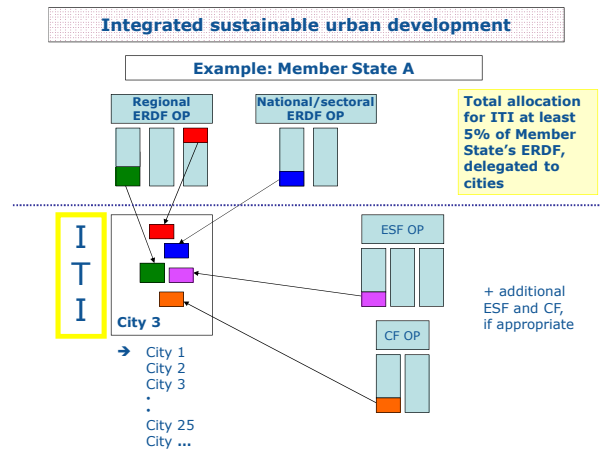 Integrated sustainable urban development
Example: Member State A
Regional
ERDF OP
National/sectoral
ERDF OP
Total allocation
for ITI at least
5% of Member
State's ERDF,
delegated to
cities
I
T
I
City 3
ESF OP
+ additional
ESF and CF,
if appropriate
CF OP
➔ City 1
City 2
City 3
•
•
City 25
City ...